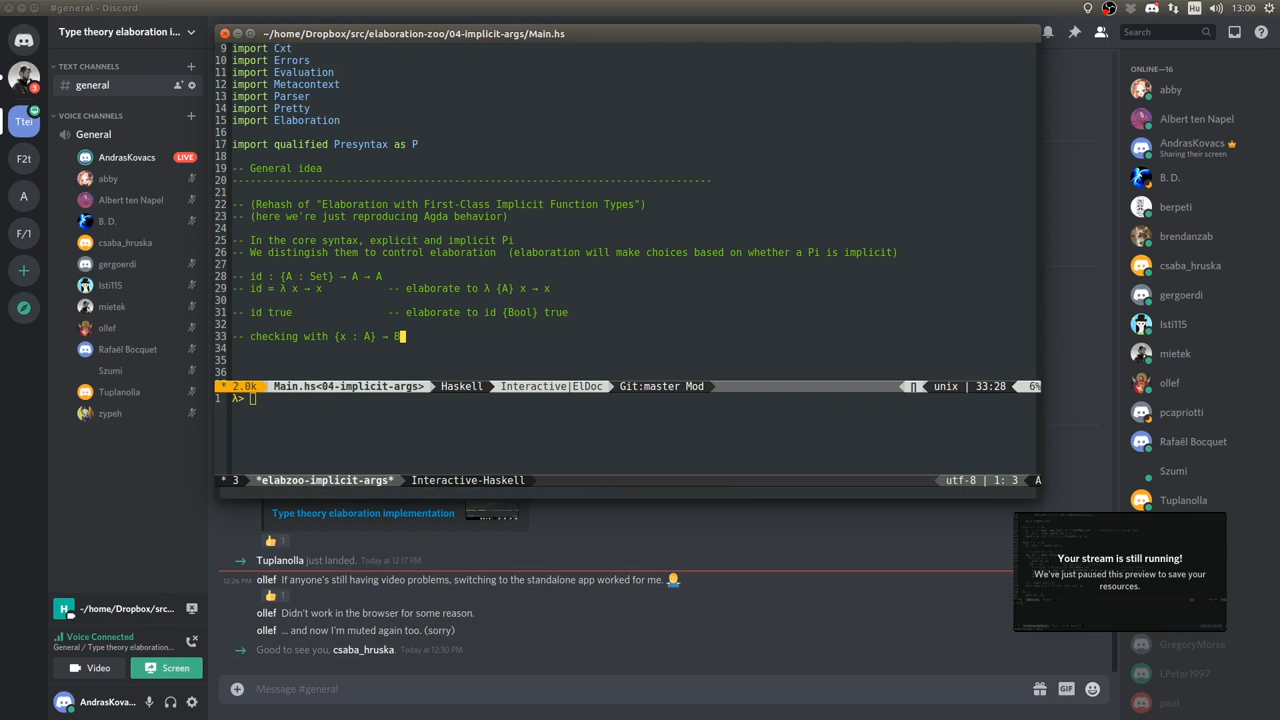 #general - Discord
Hu
13:00
Type theory elaboration i...
TEXT CHANNELS
general
VOICE CHANNELS
General
AndrasKovacs
LIVE
abby
Albert ten Napel
B. D.
csaba_hruska
gergoerdi
Isti115
mietek
ollef
Rafaël Bocquet
Szumi
Tuplanolla
zypeh
3
Ttei
F2t
A
F/1
~/home/Dropbox/src...
Voice Connected
General / Type theory elaborati...
Video
Screen
AndrasKova...
~/home/Dropbox/src/elaboration-zoo/04-implicit-args/Main.hs
9 import Cxt
10 import Errors
11 import Evaluation
12 import Metacontext
13 import Parser
14 import Pretty
15 import Elaboration
16
17 import qualified Presyntax as P
18
19 -- General idea
20 --------------------------------------------------------------------------------
21
22 -- (Rehash of "Elaboration with First-Class Implicit Function Types")
23 -- (here we're just reproducing Agda behavior)
24
25 -- In the core syntax, explicit and implicit Pi
26 -- We distingish them to control elaboration  (elaboration will make choices based on whether a Pi is implicit)
27
28 -- id : {A : Set} → A → A
29 -- id = λ x → x           -- elaborate to λ {A} x → x
30
31 -- id true                -- elaborate to id {Bool} true
32
33 -- checking with {x : A} → B
34
35
36
* 2.0k Main.hs<04-implicit-args> Haskell Interactive|ElDoc Git:master Mod unix | 33:28 6%
1 λ>
* 3 *elabzoo-implicit-args* Interactive-Haskell utf-8 | 1: 3 A
Type theory elaboration implementation
1
Tuplanolla just landed. Today at 12:17 PM
12:26 PM ollef If anyone's still having video problems, switching to the standalone app worked for me.
1
ollef Didn't work in the browser for some reason.
ollef ... and now I'm muted again too. (sorry)
Good to see you, csaba_hruska. Today at 12:30 PM
Message #general
GIF
Search
ONLINE—16
abby
Albert ten Napel
AndrasKovacs
Sharing their screen
B. D.
berpeti
brendanzab
csaba_hruska
gergoerdi
Isti115
mietek
ollef
pcapriotti
Rafaël Bocquet
Szumi
Tuplanolla
Your stream is still running!
We've just paused this preview to save your
resources.
GregoryMorse
LPeter1997
paul